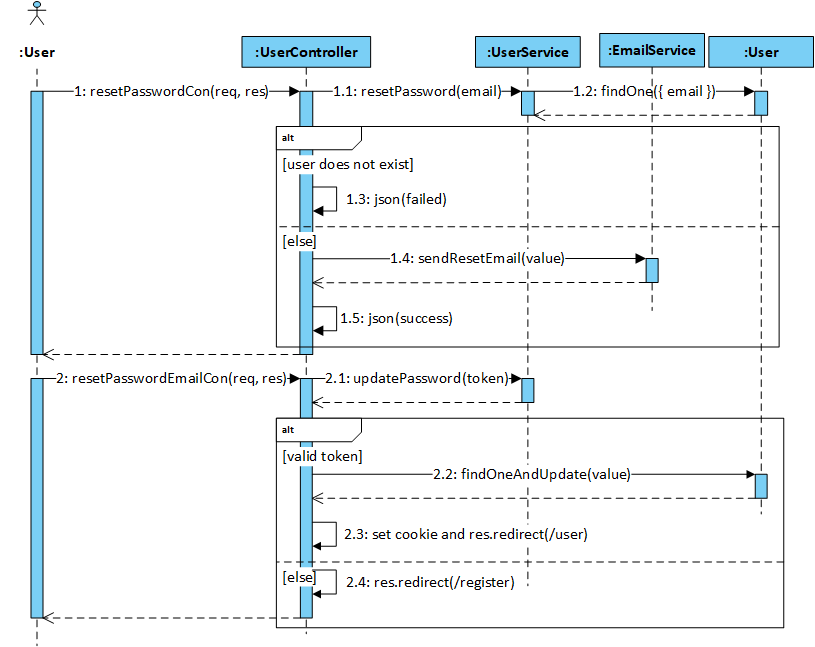 :User
:UserController
:UserService
:EmailService
:User
1: resetPasswordCon(req, res)
1.1: resetPassword(email)
1.2: findOne({ email })
alt
[user does not exist]
1.3: json(failed)
[else]
1.4: sendResetEmail(value)
1.5: json(success)
2: resetPasswordEmailCon(req, res)
2.1: updatePassword(token)
alt
[valid token]
2.2: findOneAndUpdate(value)
2.3: set cookie and res.redirect(/user)
[else]
2.4: res.redirect(/register)